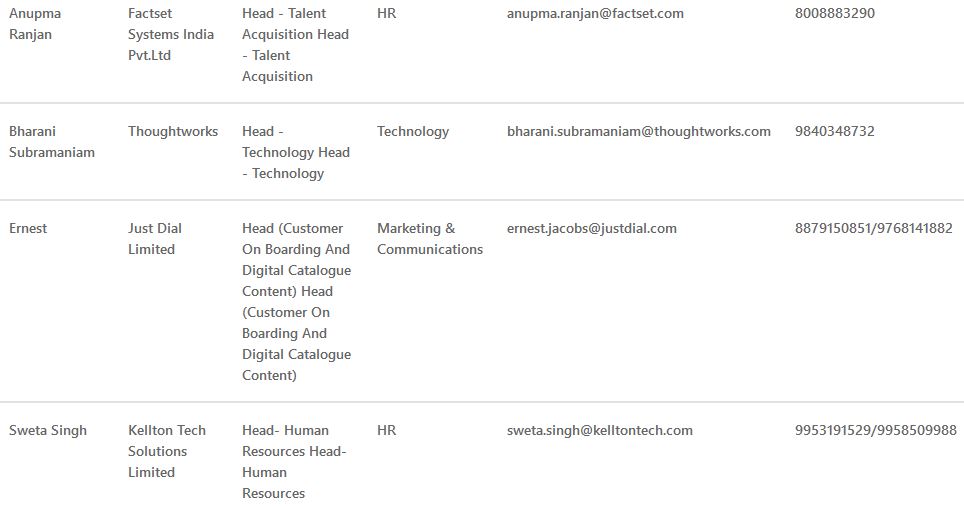 Anupma Ranjan
Factset Systems India Pvt.Ltd
Head - Talent Acquisition Head - Talent Acquisition
HR
anupma.ranjan@factset.com
8008883290
Bharani Subramaniam
Thoughtworks
Head - Technology Head - Technology
Technology
bharani.subramaniam@thoughtworks.com
9840348732
Ernest
Just Dial Limited
Head (Customer On Boarding And Digital Catalogue Content) Head (Customer On Boarding And Digital Catalogue Content)
Marketing & Communications
ernest.jacobs@justdial.com
8879150851/9768141882
Sweta Singh
Kellton Tech Solutions Limited
Head- Human Resources Head- Human Resources
HR
sweta.singh@kelltontech.com
9953191529/9958509988